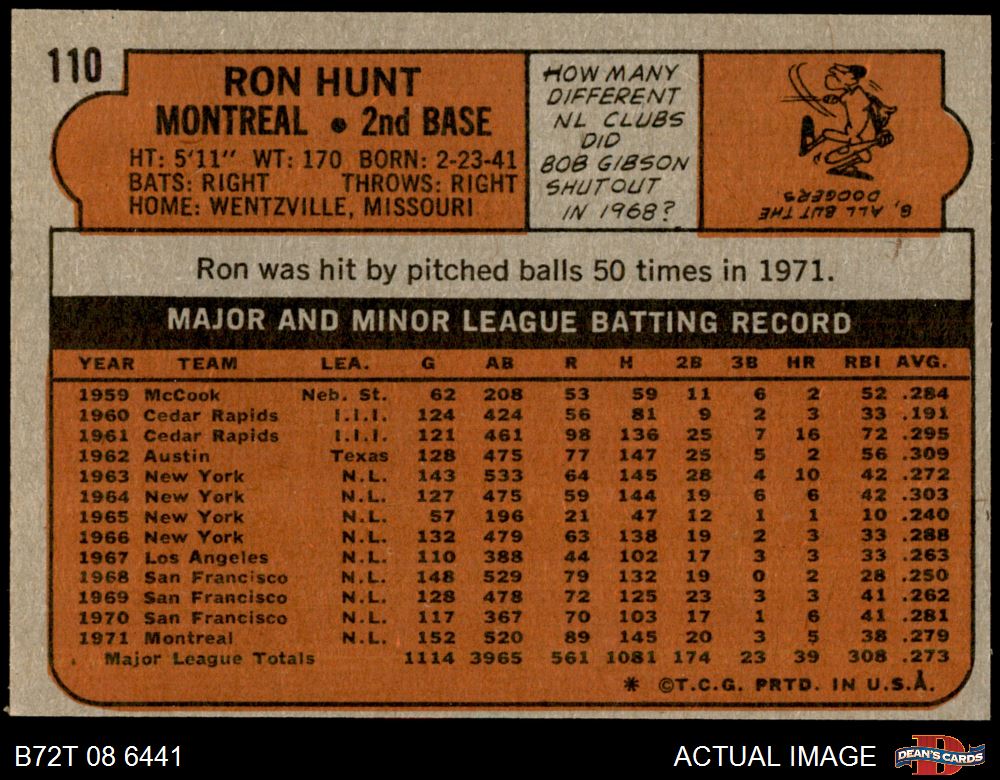 110
RON HUNT
MONTREAL • 2nd BASE
HT: 5'11" WT: 170 BORN: 2-23-41
BATS: RIGHT THROWS: RIGHT
HOME: WENTZVILLE, MISSOURI
HOW MANY
DIFFERENT
NL CLUBS
DID
BOB GIBSON
SHUTOUT
IN 1968?
8, ALL BUT THE
DODGERS.
Ron was hit by pitched balls 50 times in 1971.
MAJOR AND MINOR LEAGUE BATTING RECORD
YEAR TEAM LEA. G AB R H 2B 3B HR RBI AVG.
1959 McCook Neb. St. 62 208 53 59 11 6 2 52 .284
1960 Cedar Rapids I.I.I. 124 424 56 81 9 2 3 33 .191
1961 Cedar Rapids I.I.I. 121 461 98 136 25 7 16 72 .295
1962 Austin Texas 128 475 77 147 25 5 2 56 .309
1963 New York N.L. 143 533 64 145 28 4 10 42 .272
1964 New York N.L. 127 475 59 144 19 6 6 42 .303
1965 New York N.L. 57 196 21 47 12 1 1 10 .240
1966 New York N.L. 132 479 63 138 19 2 3 33 .288
1967 Los Angeles N.L. 110 388 44 102 17 3 3 33 .263
1968 San Francisco N.L. 148 529 79 132 19 0 2 28 .250
1969 San Francisco N.L. 128 478 72 125 23 3 3 41 .262
1970 San Francisco N.L. 117 367 70 103 17 1 6 41 .281
1971 Montreal N.L. 152 520 89 145 20 3 5 38 .279
Major League Totals 1114 3965 561 1081 174 23 39 308 .273
* ©T.C.G. PRTD. IN U.S.A.
B72T 08 6441
ACTUAL IMAGE
D
DEAN'S CARDS